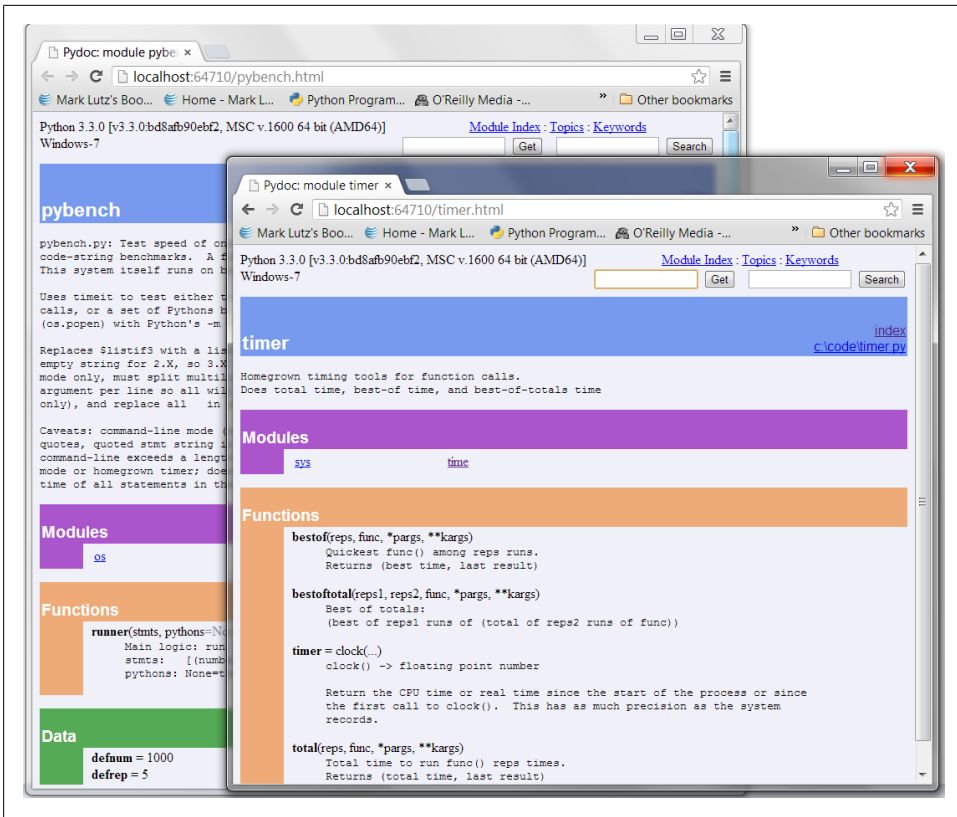 Pydoc: module pyber ×
localhost:64710/pybench.html
Mark Lutz's Boo... Home - Mark L... Python Program... O'Reilly Media -... » Other bookmarks
Python 3.3.0 [v3.3.0:bd8afb90ebf2, MSC v.1600 64 bit (AMD64)]
Windows-7
Module Index : Topics : Keywords
Get Search
pybench
pybench.py: Test speed of on
code-string benchmarks. A f
This system itself runs on b
Uses timeit to test either t
calls, or a set of Pythons b
(os.popen) with Python's -m
Replaces $listif3 with a lis
empty string for 2.X, so 3.X
mode only, must split multil
argument per line so all wil
only), and replace all in
Caveats: command-line mode (
quotes, quoted stmt string i
command-line exceeds a lengt
mode or homegrown timer; doe
time of all statements in th
Modules
os
Functions
runner(stmts, pythons=No
Main logic: run
stmts: [(numb
pythons: None=t
Data
defnum = 1000
defrep = 5
Pydoc: module timer ×
localhost:64710/timer.html
Mark Lutz's Boo... Home - Mark L... Python Program... O'Reilly Media -... » Other bookmarks
Python 3.3.0 [v3.3.0:bd8afb90ebf2, MSC v.1600 64 bit (AMD64)]
Windows-7
Module Index : Topics : Keywords
Get Search
timer
index
c:\code\timer.py
Homegrown timing tools for function calls.
Does total time, best-of time, and best-of-totals time
Modules
sys time
Functions
bestof(reps, func, *pargs, **kargs)
Quickest func() among reps runs.
Returns (best time, last result)
bestoftotal(reps1, reps2, func, *pargs, **kargs)
Best of totals:
(best of reps1 runs of (total of reps2 runs of func))
timer = clock(...)
clock() -> floating point number
Return the CPU time or real time since the start of the process or since
the first call to clock(). This has as much precision as the system
records.
total(reps, func, *pargs, **kargs)
Total time to run func() reps times.
Returns (total time, last result)